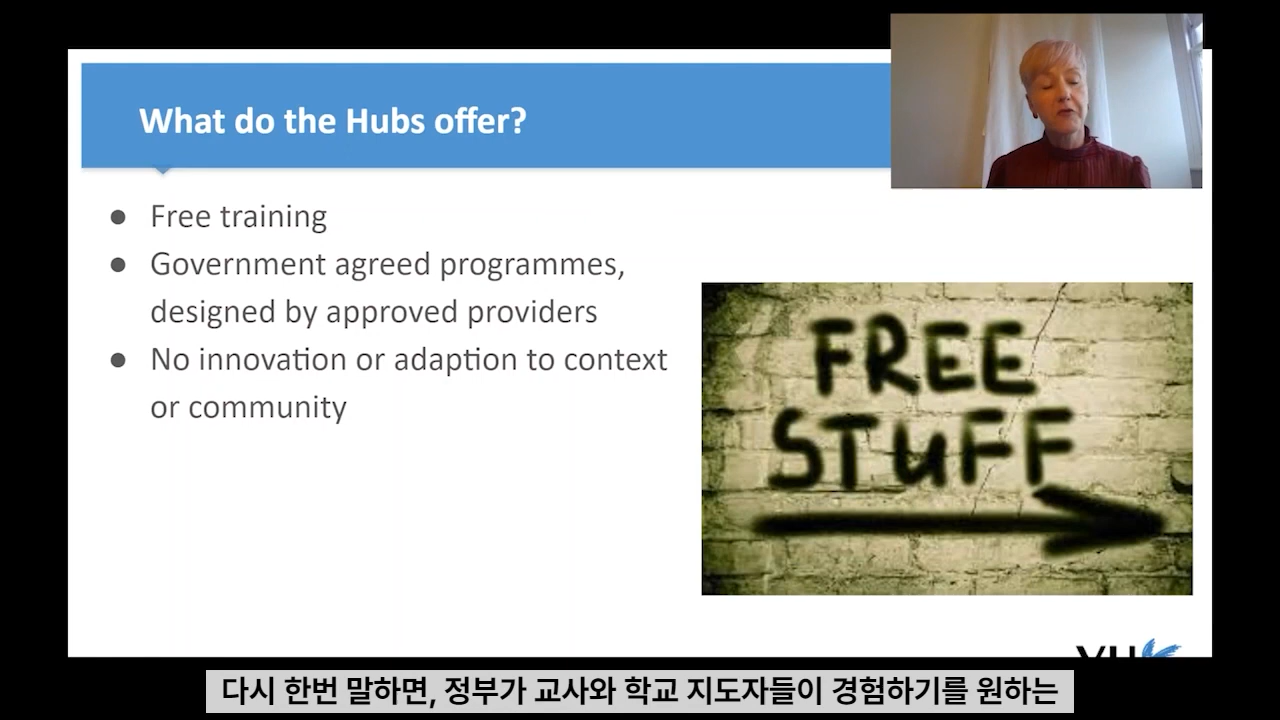 What do the Hubs offer?
● Free training
● Government agreed programmes,
designed by approved providers
● No innovation or adaption to context
or community
FREE
STuFF
다시 한번 말하면, 정부가 교사와 학교 지도자들이 경험하기를 원하는